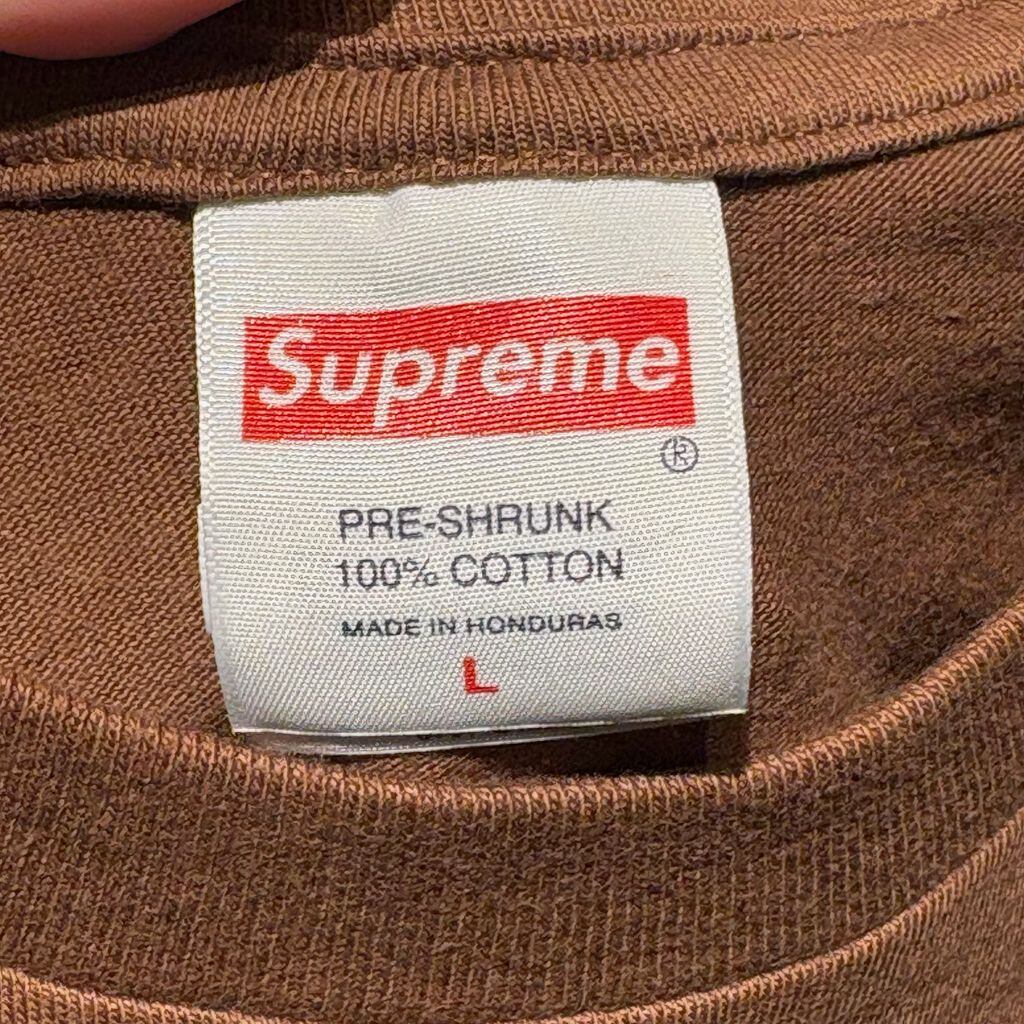 Supreme
®
PRE-SHRUNK
100% COTTON
MADE IN HONDURAS
L